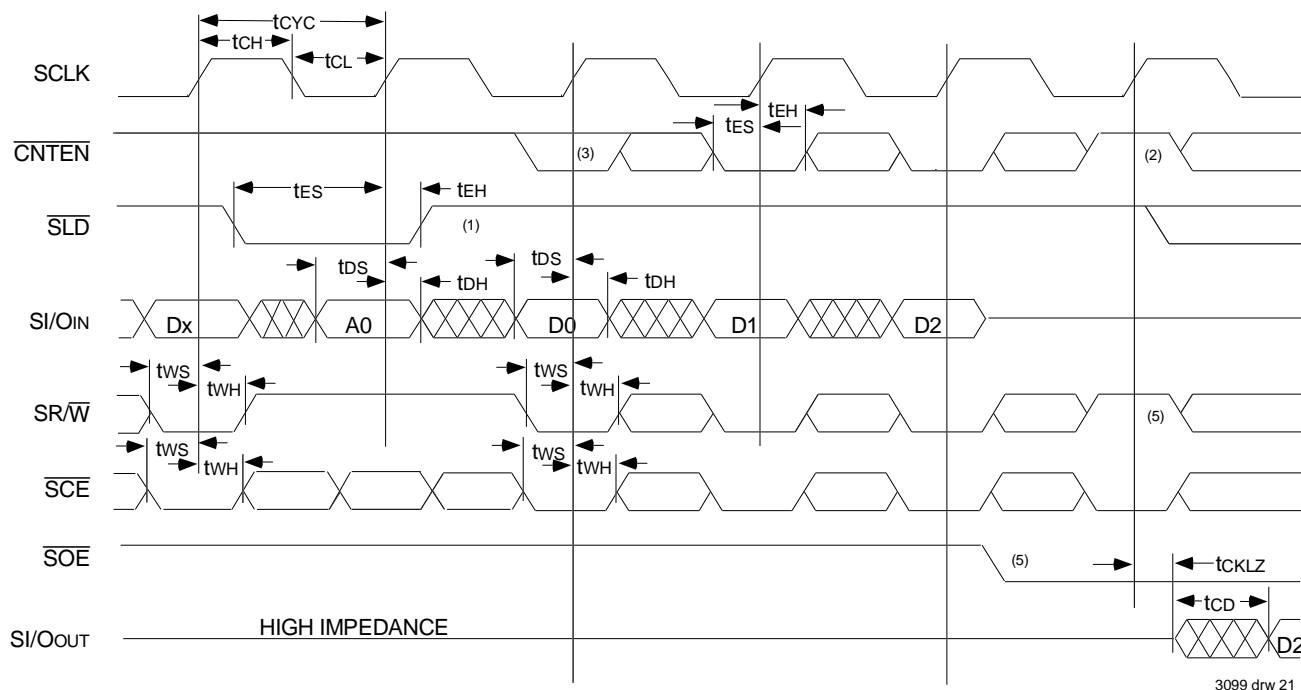 tCYC
tCH
tCL
SCLK
tEH
tES
CNTEN
(3)
(2)
tES
tEH
SLD
(1)
tDS
tDH
tDS
tDH
SI/OIN
Dx
A0
D0
D1
D2
tWS
tWH
tWS
tWH
SR/W
(5)
tWS
tWH
tWS
tWH
SCE
SOE
(5)
tCKLZ
tCD
SI/OOUT
HIGH IMPEDANCE
D2
3099 drw 21